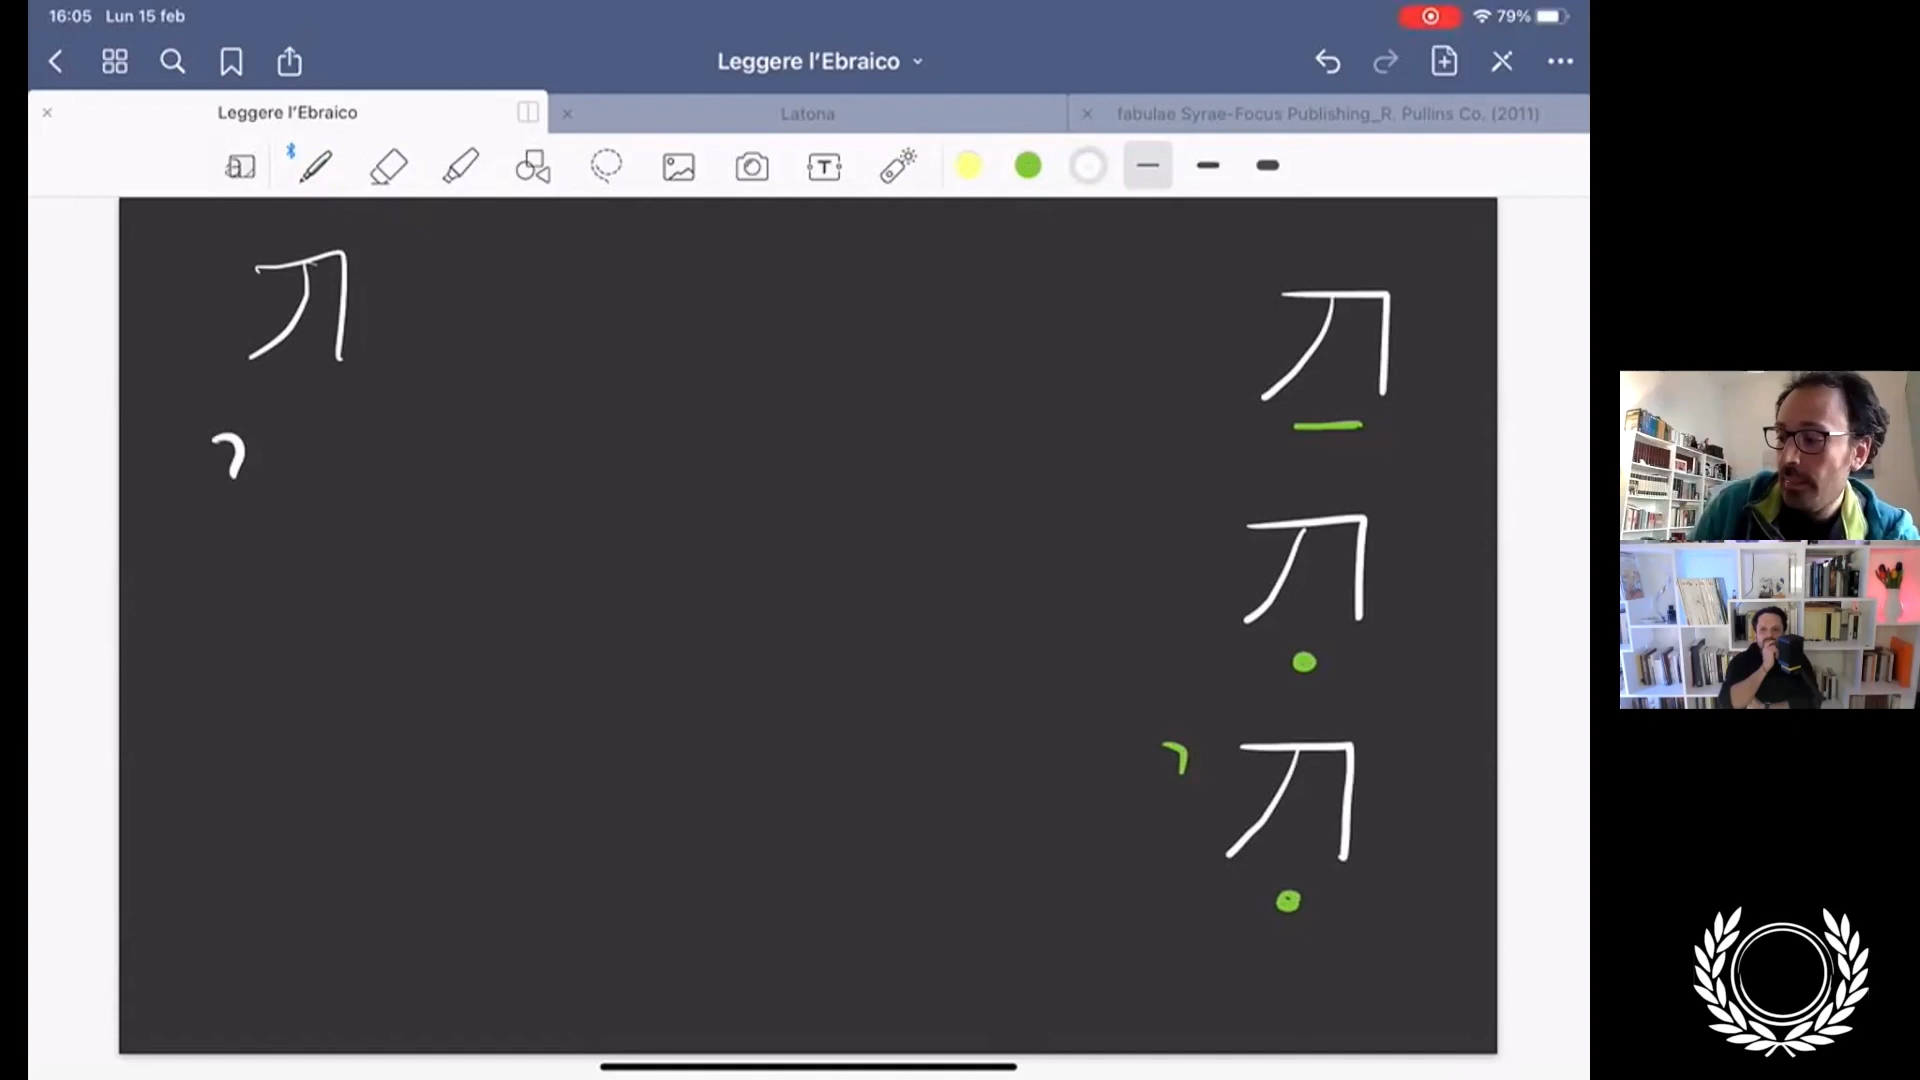 16:05 Lun 15 feb
79%
Leggere l'Ebraico
Leggere l'Ebraico
Latona
fabulae Syrae-Focus Publishing_R. Pullins Co. (2011)
T
ת
י
תַ
תִ
תִי